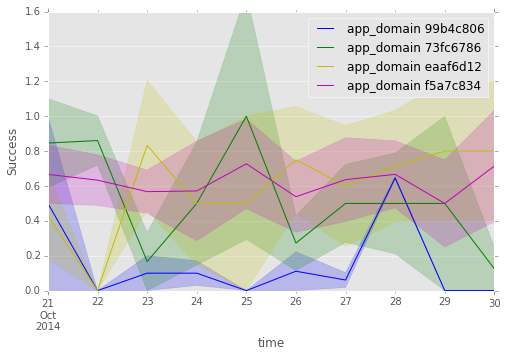 1.6
1.4
1.2
1.0
0.8
0.6
0.4
0.2
0.0
Success
app_domain 99b4c806
app_domain 73fc6786
app_domain eaaf6d12
app_domain f5a7c834
21 22 23 24 25 26 27 28 29 30
Oct
2014
time